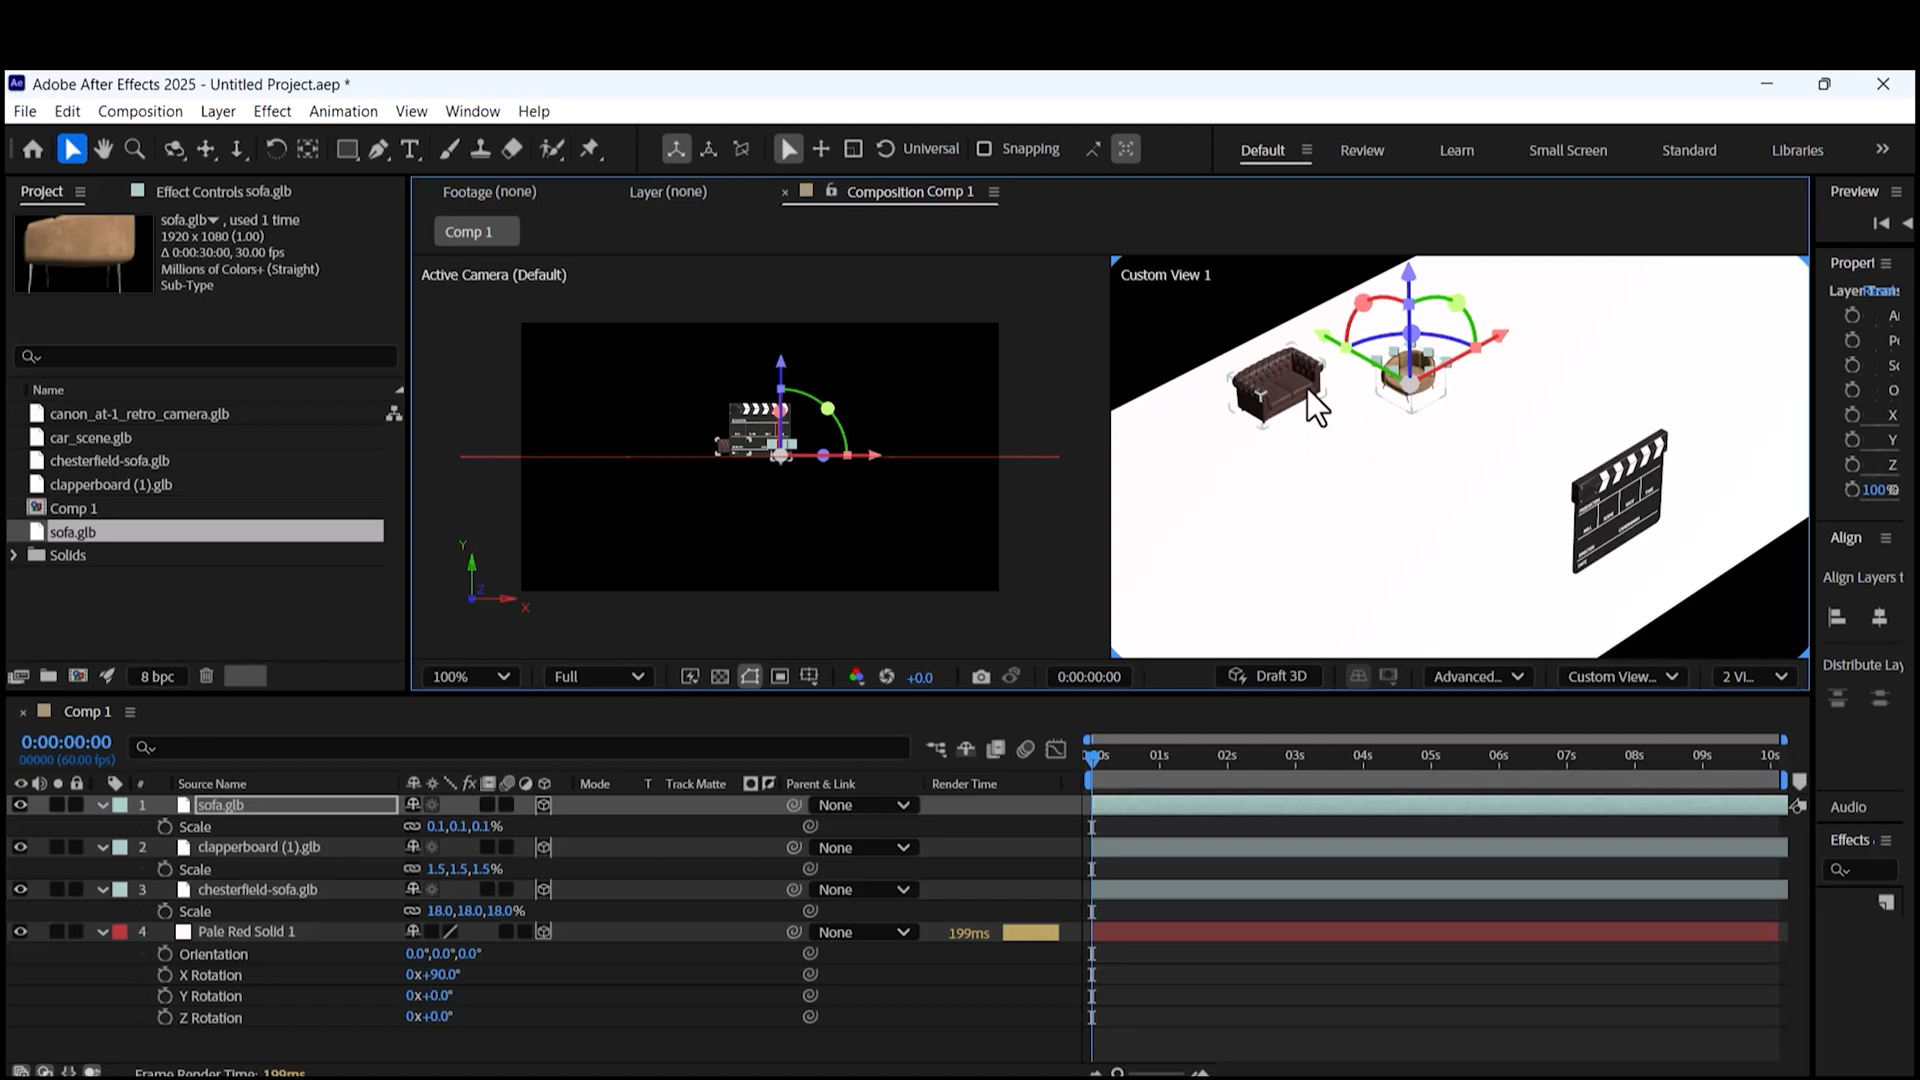 Ae Adobe After Effects 2025 - Untitled Project.aep *
File Edit Composition Layer Effect Animation View Window Help
Universal Snapping Default Review Learn Small Screen Standard Libraries
Project Effect Controls sofa.glb
sofa.glb , used 1 time
1920 x 1080 (1.00)
Δ 0:00:30:00, 30.00 fps
Millions of Colors+ (Straight)
Sub-Type
Name
canon_at-1_retro_camera.glb
car_scene.glb
chesterfield-sofa.glb
clapperboard (1).glb
Comp 1
sofa.glb
Solids
8 bpc
Footage (none) Layer (none) × Composition Comp 1
Comp 1
Active Camera (Default)
Y
Z
X
Custom View 1
100% Full +0.0 0:00:00:00 Draft 3D Advanced... Custom View... 2 Vi...
Preview
Properl
Layer
X
Y
Z
Align
Align Layers t
Distribute Lay
Audio
Effects
× Comp 1
0:00:00:00
00000 (60.00 fps)
01s 02s 03s 04s 05s 06s 07s 08s 09s 10s
# Source Name fx Mode T Track Matte Parent & Link Render Time
1 sofa.glb None
Scale 0.1,0.1,0.1%
2 clapperboard (1).glb None
Scale 1.5,1.5,1.5%
3 chesterfield-sofa.glb None
Scale 18.0,18.0,18.0%
4 Pale Red Solid 1 None 199ms
Orientation 0.0°,0.0°,0.0°
X Rotation 0x+90.0°
Y Rotation 0x+0.0°
Z Rotation 0x+0.0°
Frame Render Time: 199ms